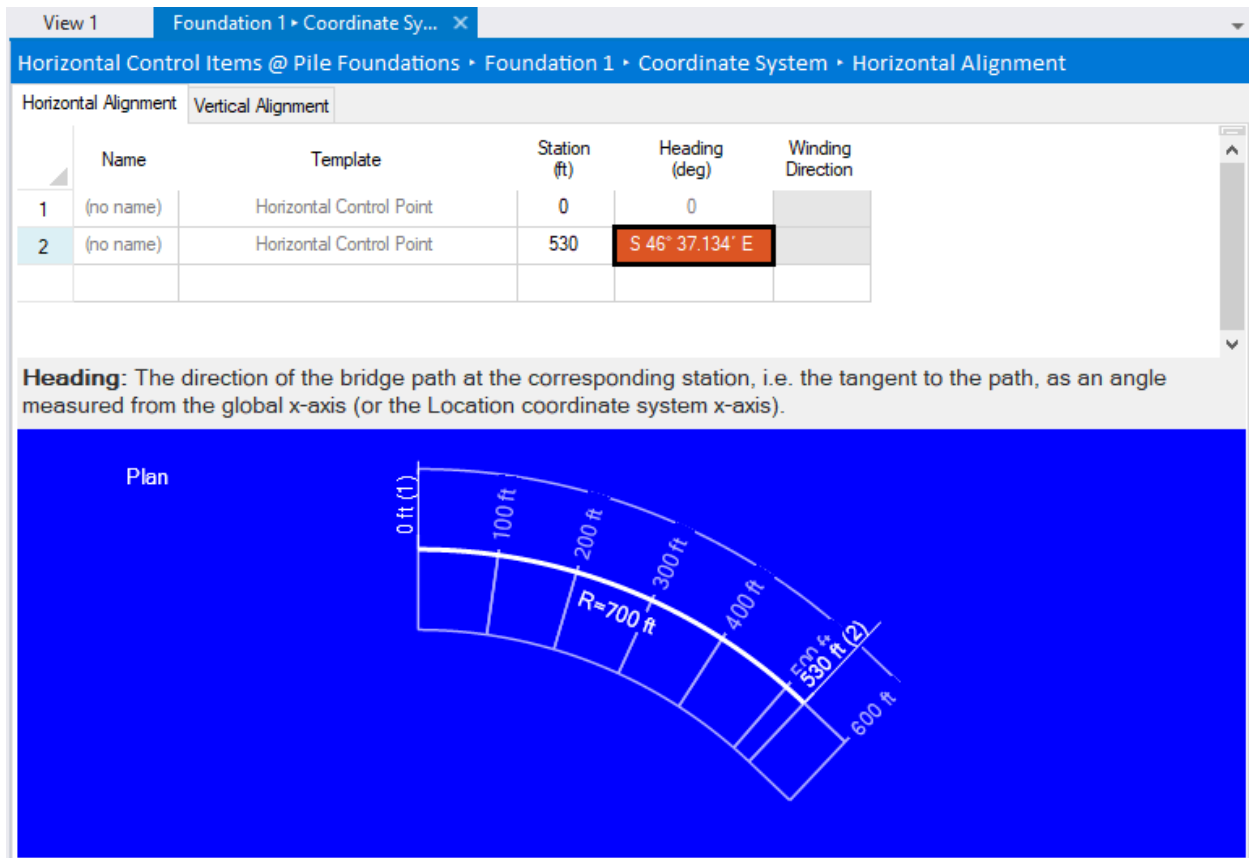 View 1 Foundation 1 ▸ Coordinate Sy... ×
Horizontal Control Items @ Pile Foundations ▸ Foundation 1 ▸ Coordinate System ▸ Horizontal Alignment
Horizontal Alignment Vertical Alignment
Name Template Station (ft) Heading (deg) Winding Direction
1 (no name) Horizontal Control Point 0 0
2 (no name) Horizontal Control Point 530 S 46° 37.134´ E
Heading: The direction of the bridge path at the corresponding station, i.e. the tangent to the path, as an angle
measured from the global x-axis (or the Location coordinate system x-axis).
Plan
0 ft (1)
100 ft
200 ft
300 ft
400 ft
R=700 ft
500 ft
530 ft (2)
600 ft